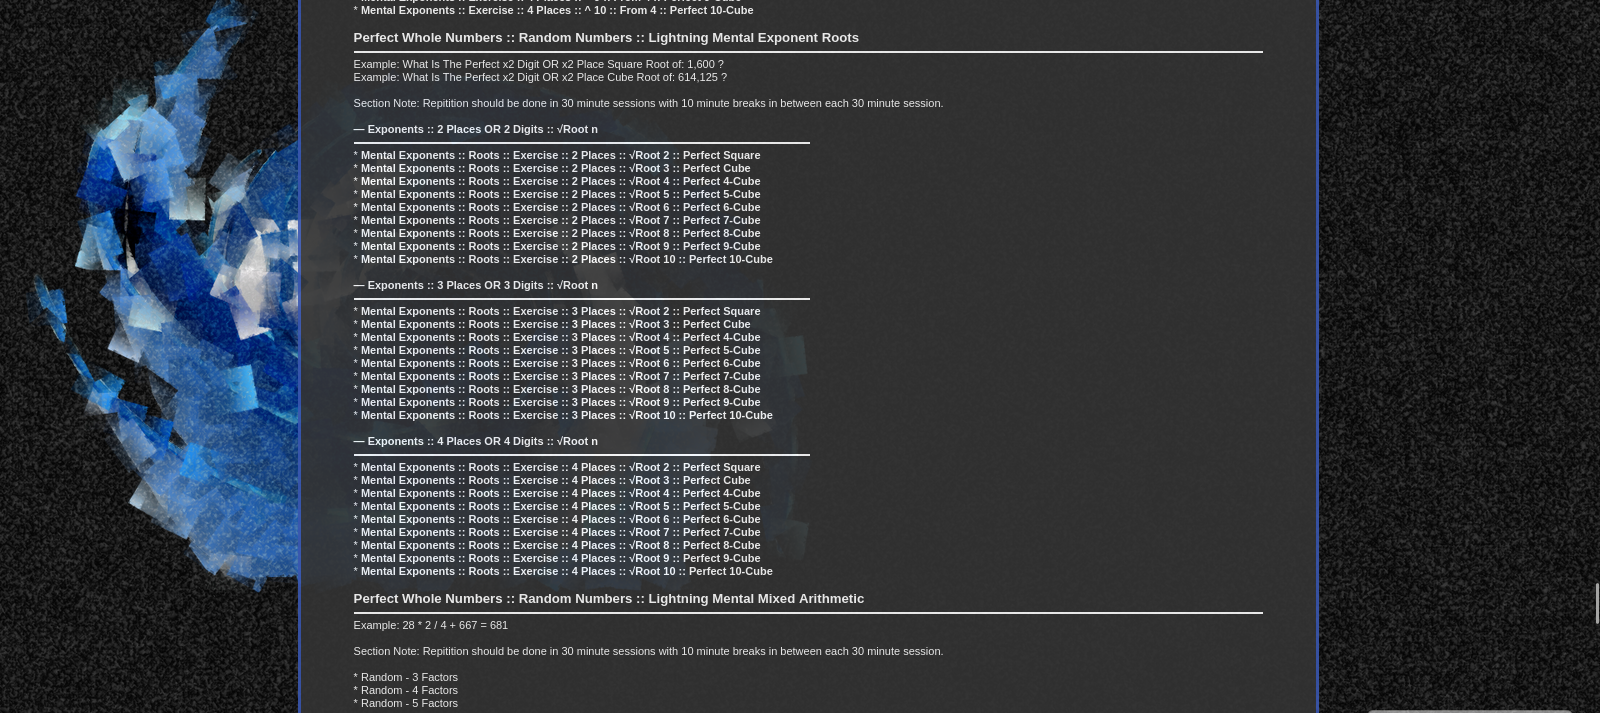 * Mental Exponents :: Exercise :: 4 Places :: ^ 10 :: From 4 :: Perfect 10-Cube
Perfect Whole Numbers :: Random Numbers :: Lightning Mental Exponent Roots
Example: What Is The Perfect x2 Digit OR x2 Place Square Root of: 1,600 ?
Example: What Is The Perfect x2 Digit OR x2 Place Cube Root of: 614,125 ?
Section Note: Repitition should be done in 30 minute sessions with 10 minute breaks in between each 30 minute session.
— Exponents :: 2 Places OR 2 Digits :: √Root n
* Mental Exponents :: Roots :: Exercise :: 2 Places :: √Root 2 :: Perfect Square
* Mental Exponents :: Roots :: Exercise :: 2 Places :: √Root 3 :: Perfect Cube
* Mental Exponents :: Roots :: Exercise :: 2 Places :: √Root 4 :: Perfect 4-Cube
* Mental Exponents :: Roots :: Exercise :: 2 Places :: √Root 5 :: Perfect 5-Cube
* Mental Exponents :: Roots :: Exercise :: 2 Places :: √Root 6 :: Perfect 6-Cube
* Mental Exponents :: Roots :: Exercise :: 2 Places :: √Root 7 :: Perfect 7-Cube
* Mental Exponents :: Roots :: Exercise :: 2 Places :: √Root 8 :: Perfect 8-Cube
* Mental Exponents :: Roots :: Exercise :: 2 Places :: √Root 9 :: Perfect 9-Cube
* Mental Exponents :: Roots :: Exercise :: 2 Places :: √Root 10 :: Perfect 10-Cube
— Exponents :: 3 Places OR 3 Digits :: √Root n
* Mental Exponents :: Roots :: Exercise :: 3 Places :: √Root 2 :: Perfect Square
* Mental Exponents :: Roots :: Exercise :: 3 Places :: √Root 3 :: Perfect Cube
* Mental Exponents :: Roots :: Exercise :: 3 Places :: √Root 4 :: Perfect 4-Cube
* Mental Exponents :: Roots :: Exercise :: 3 Places :: √Root 5 :: Perfect 5-Cube
* Mental Exponents :: Roots :: Exercise :: 3 Places :: √Root 6 :: Perfect 6-Cube
* Mental Exponents :: Roots :: Exercise :: 3 Places :: √Root 7 :: Perfect 7-Cube
* Mental Exponents :: Roots :: Exercise :: 3 Places :: √Root 8 :: Perfect 8-Cube
* Mental Exponents :: Roots :: Exercise :: 3 Places :: √Root 9 :: Perfect 9-Cube
* Mental Exponents :: Roots :: Exercise :: 3 Places :: √Root 10 :: Perfect 10-Cube
— Exponents :: 4 Places OR 4 Digits :: √Root n
* Mental Exponents :: Roots :: Exercise :: 4 Places :: √Root 2 :: Perfect Square
* Mental Exponents :: Roots :: Exercise :: 4 Places :: √Root 3 :: Perfect Cube
* Mental Exponents :: Roots :: Exercise :: 4 Places :: √Root 4 :: Perfect 4-Cube
* Mental Exponents :: Roots :: Exercise :: 4 Places :: √Root 5 :: Perfect 5-Cube
* Mental Exponents :: Roots :: Exercise :: 4 Places :: √Root 6 :: Perfect 6-Cube
* Mental Exponents :: Roots :: Exercise :: 4 Places :: √Root 7 :: Perfect 7-Cube
* Mental Exponents :: Roots :: Exercise :: 4 Places :: √Root 8 :: Perfect 8-Cube
* Mental Exponents :: Roots :: Exercise :: 4 Places :: √Root 9 :: Perfect 9-Cube
* Mental Exponents :: Roots :: Exercise :: 4 Places :: √Root 10 :: Perfect 10-Cube
Perfect Whole Numbers :: Random Numbers :: Lightning Mental Mixed Arithmetic
Example: 28 * 2 / 4 + 667 = 681
Section Note: Repitition should be done in 30 minute sessions with 10 minute breaks in between each 30 minute session.
* Random - 3 Factors
* Random - 4 Factors
* Random - 5 Factors